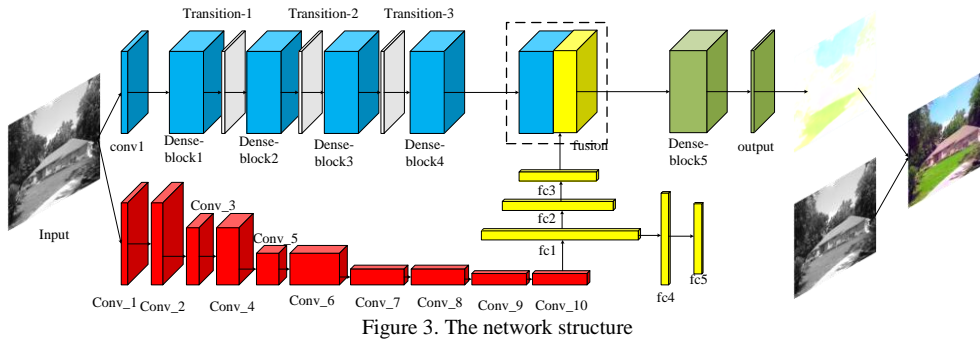 Transition-1 Transition-2 Transition-3
conv1
Dense-
block1
Dense-
block2
Dense-
block3
Dense-
block4
fusion
Dense-
block5
output
Input
fc3
fc2
fc1
fc4
fc5
Conv_1
Conv_2
Conv_3
Conv_4
Conv_5
Conv_6
Conv_7
Conv_8
Conv_9
Conv_10
Figure 3. The network structure